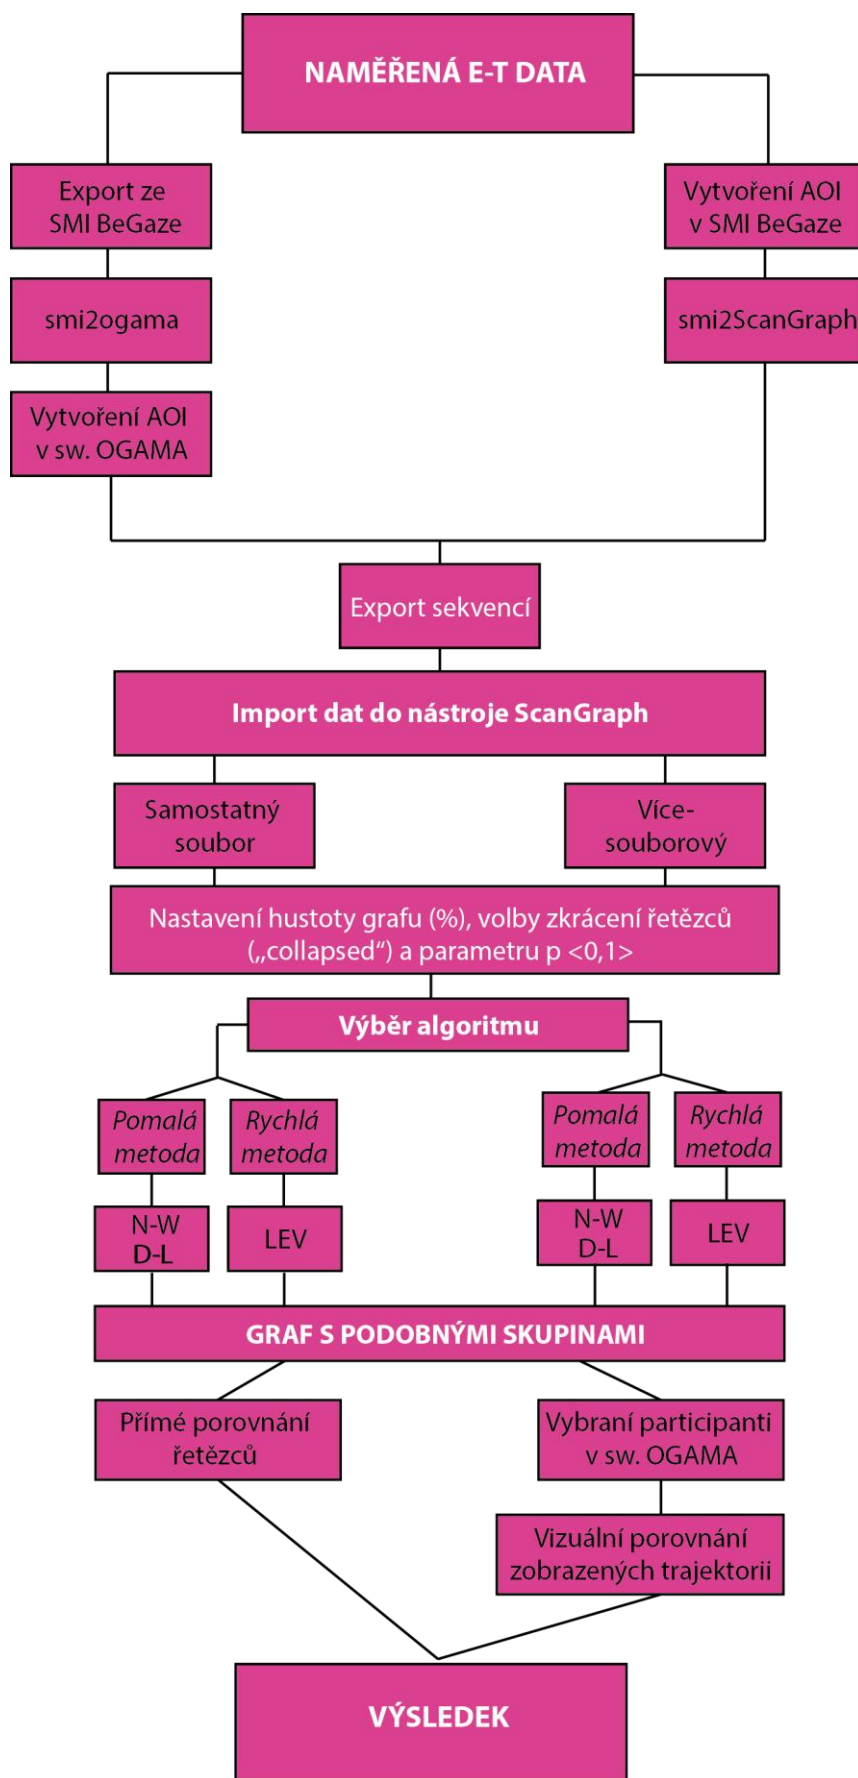 NAMĚŘENÁ E-T DATA
Export ze
SMI BeGaze
Vytvoření AOI
v SMI BeGaze
smi2ogama
smi2ScanGraph
Vytvoření AOI
v sw. OGAMA
Export sekvencí
Import dat do nástroje ScanGraph
Samostatný
soubor
Více-
souborový
Nastavení hustoty grafu (%), volby zkrácení řetězců
(„collapsed“) a parametru p <0,1>
Výběr algoritmu
Pomalá
metoda
Rychlá
metoda
Pomalá
metoda
Rychlá
metoda
N-W
D-L
LEV
N-W
D-L
LEV
GRAF S PODOBNÝMI SKUPINAMI
Přímé porovnání
řetězců
Vybraní participanti
v sw. OGAMA
Vizuální porovnání
zobrazených trajektorii
VÝSLEDEK